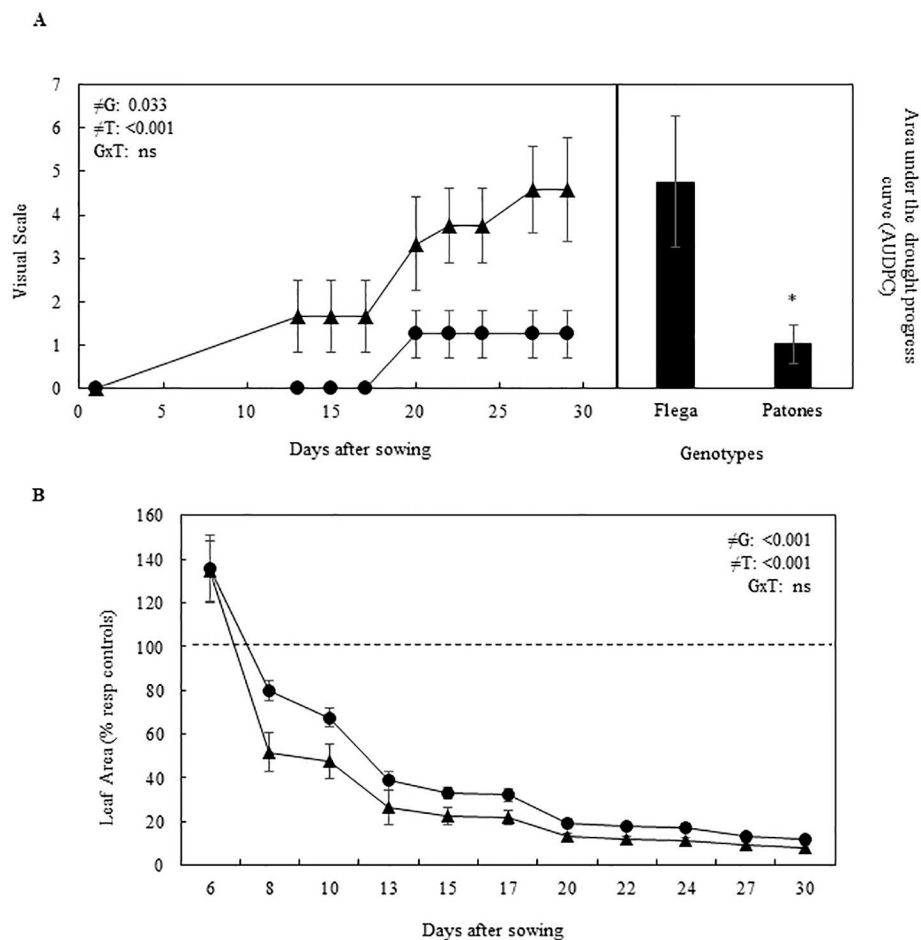 A
7
6
5
4
3
2
1
0
Visual Scale
≠G: 0.033
≠T: <0.001
GxT: ns
0 5 10 15 20 25 30
Days after sowing
*
Flega Patones
Genotypes
Area under the drought progress
curve (AUDPC)
B
160
140
120
100
80
60
40
20
0
Leaf Area (% resp controls)
≠G: <0.001
≠T: <0.001
GxT: ns
6 8 10 13 15 17 20 22 24 27 30
Days after sowing